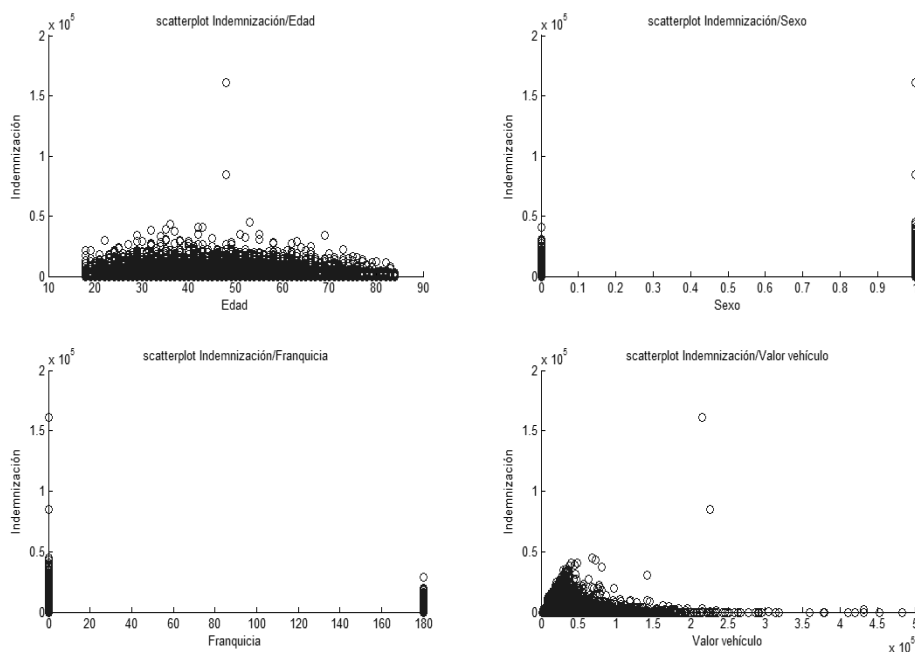 scatterplot Indemnización/Edad
x 10^5
2
1.5
1
0.5
0
Indemnización
10 20 30 40 50 60 70 80 90
Edad
scatterplot Indemnización/Sexo
x 10^5
2
1.5
1
0.5
0
Indemnización
0 0.1 0.2 0.3 0.4 0.5 0.6 0.7 0.8 0.9 1
Sexo
scatterplot Indemnización/Franquicia
x 10^5
2
1.5
1
0.5
0
Indemnización
0 20 40 60 80 100 120 140 160 180
Franquicia
scatterplot Indemnización/Valor vehículo
x 10^5
2
1.5
1
0.5
0
Indemnización
0 0.5 1 1.5 2 2.5 3 3.5 4 4.5 5
Valor vehículo
x 10^5